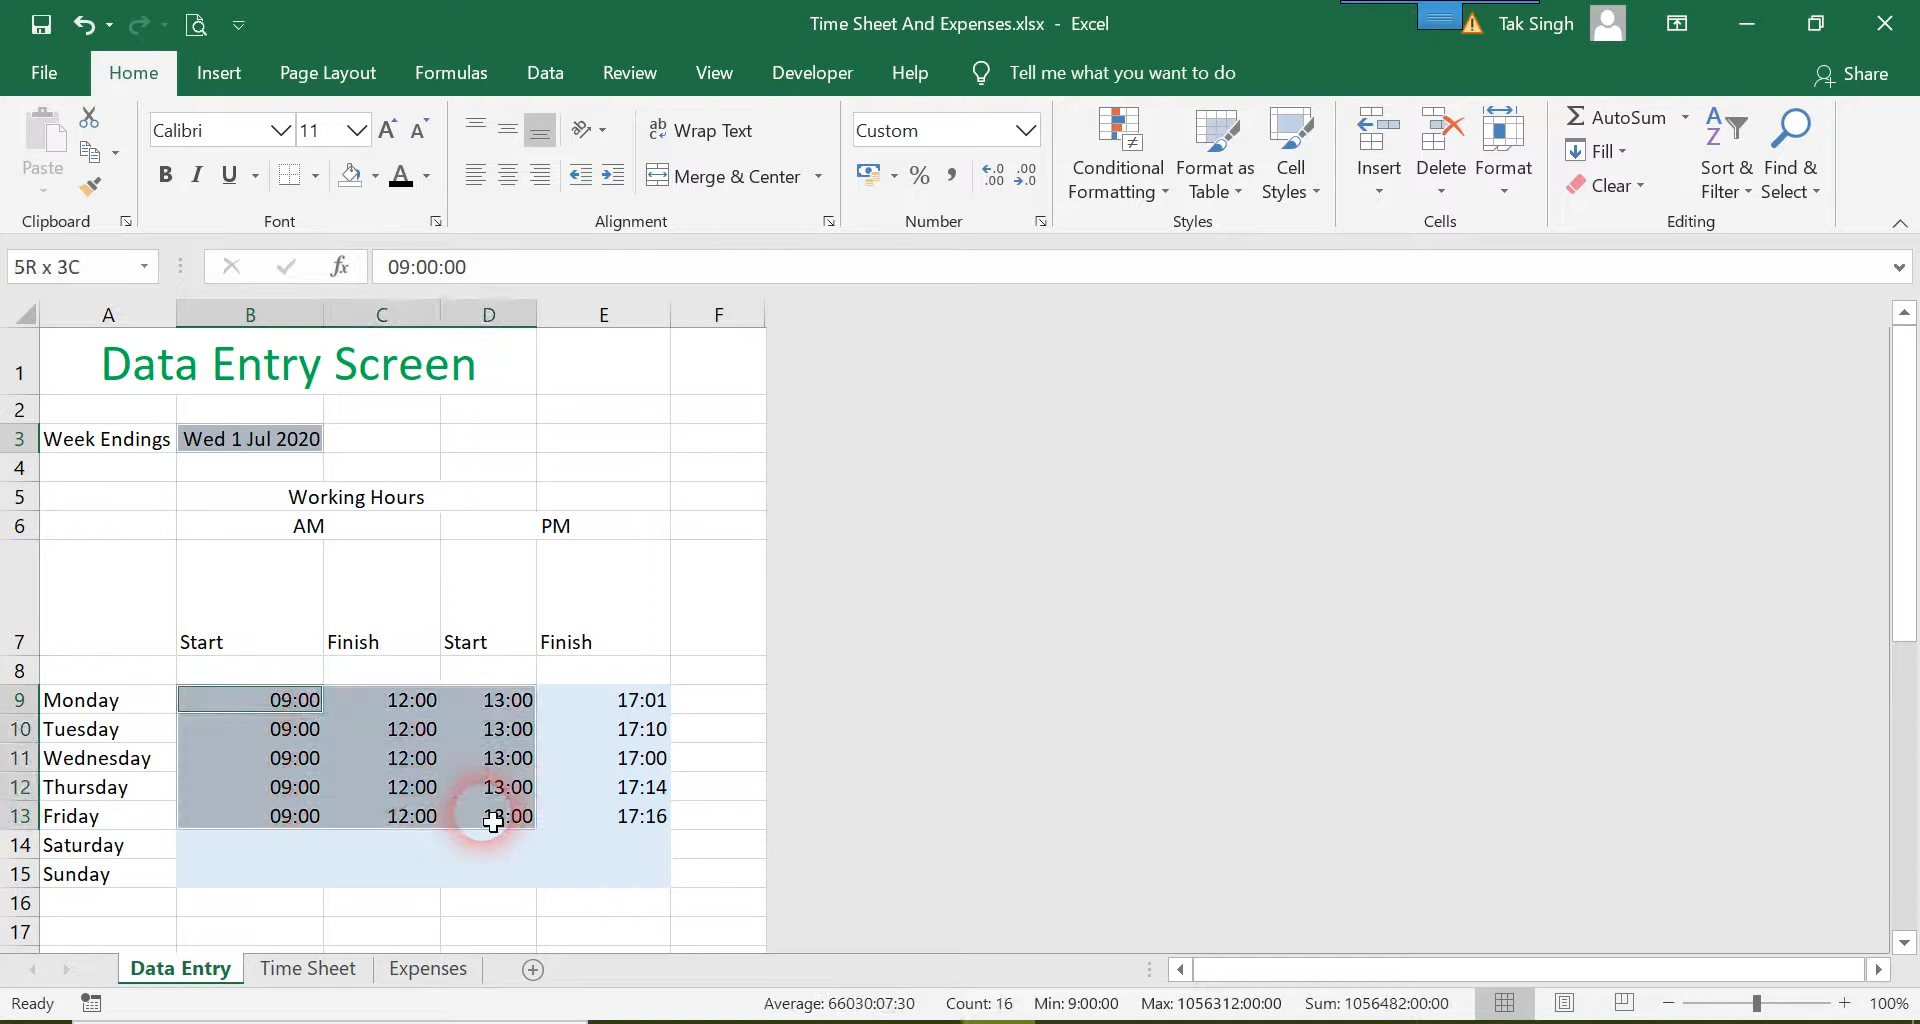 Time Sheet And Expenses.xlsx - Excel
Tak Singh
File Home Insert Page Layout Formulas Data Review View Developer Help Tell me what you want to do Share
Paste
Clipboard
Calibri 11
B I U A
Font
ab Wrap Text
Merge & Center
Alignment
Custom
%
Number
Conditional Formatting
Format as Table
Cell Styles
Styles
Insert Delete Format
Cells
AutoSum
Fill
Clear
Sort & Filter
Find & Select
Editing
5R x 3C fx 09:00:00
A B C D E F
1 Data Entry Screen
2
3 Week Endings Wed 1 Jul 2020
4
5 Working Hours
6 AM PM
7 Start Finish Start Finish
8
9 Monday 09:00 12:00 13:00 17:01
10 Tuesday 09:00 12:00 13:00 17:10
11 Wednesday 09:00 12:00 13:00 17:00
12 Thursday 09:00 12:00 13:00 17:14
13 Friday 09:00 12:00 13:00 17:16
14 Saturday
15 Sunday
16
17
Data Entry Time Sheet Expenses
Ready Average: 66030:07:30 Count: 16 Min: 9:00:00 Max: 1056312:00:00 Sum: 1056482:00:00 100%